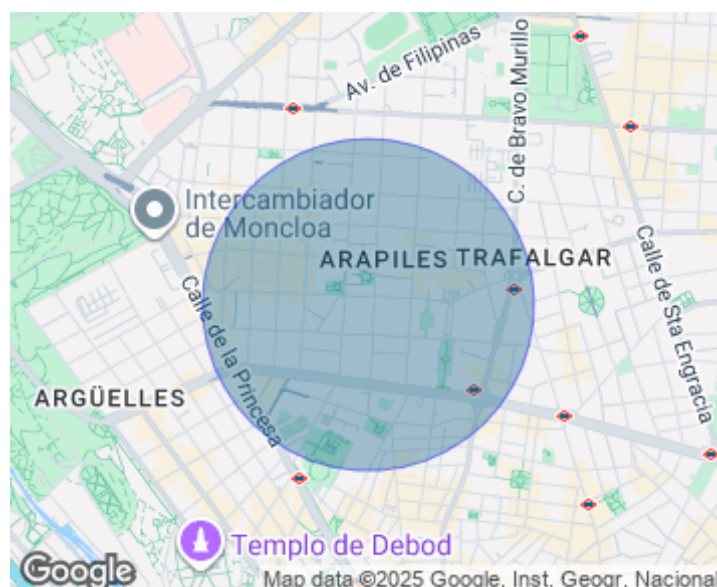 Av. de Filipinas
C. de Bravo Murillo
Intercambiador
de Moncloa
ARAPILES
TRAFALGAR
Calle de Sta Engracia
Calle de la Princesa
ARGÜELLES
Templo de Debod
Google
Map data ©2025 Google, Inst. Geogr. Nacional